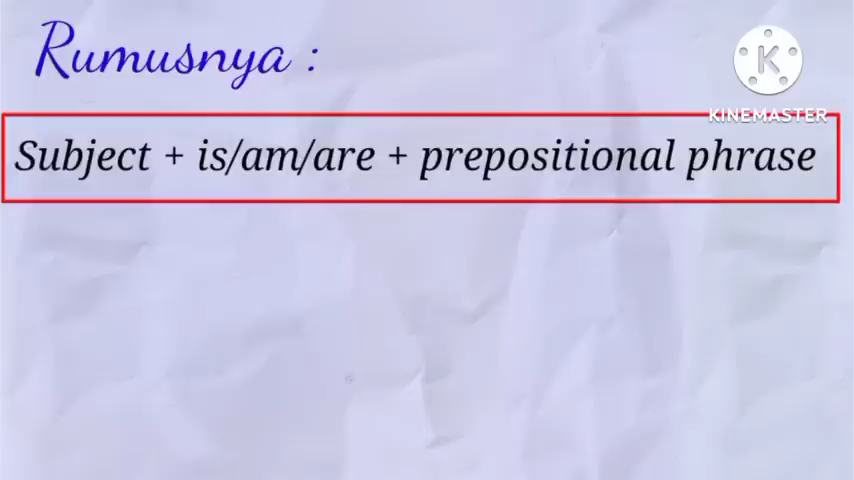 Rumusnya :
K
KINEMASTER
Subject + is/am/are + prepositional phrase